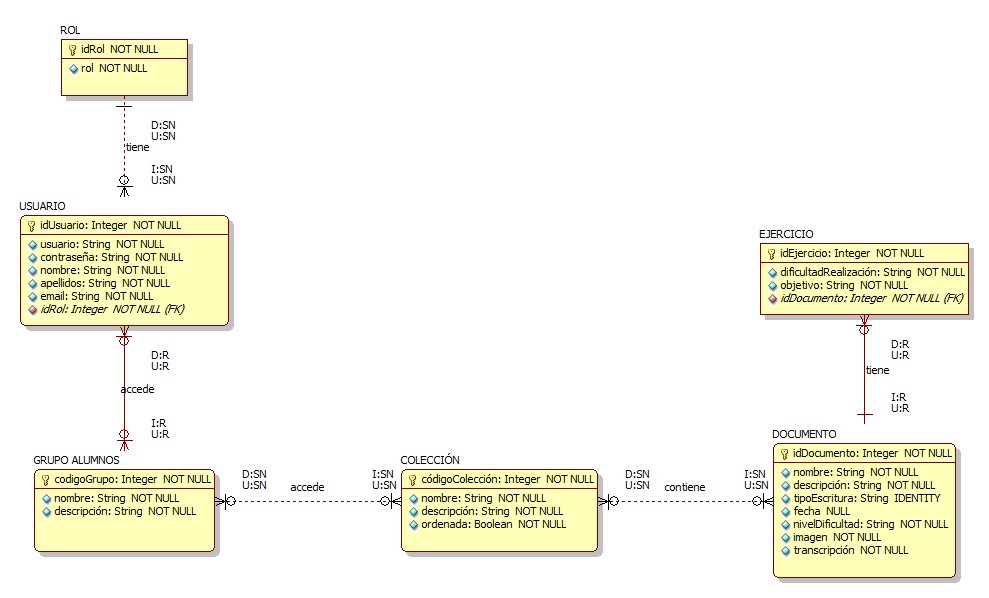 ROL
idRol NOT NULL
rol NOT NULL
D:SN
U:SN
tiene
I:SN
U:SN
USUARIO
idUsuario: Integer NOT NULL
usuario: String NOT NULL
contraseña: String NOT NULL
nombre: String NOT NULL
apellidos: String NOT NULL
email: String NOT NULL
idRol: Integer NOT NULL (FK)
D:R
U:R
accede
I:R
U:R
GRUPO ALUMNOS
codigoGrupo: Integer NOT NULL
nombre: String NOT NULL
descripción: String NOT NULL
D:SN
U:SN
accede
I:SN
U:SN
COLECCIÓN
códigoColección: Integer NOT NULL
nombre: String NOT NULL
descripción: String NOT NULL
ordenada: Boolean NOT NULL
D:SN
U:SN
contiene
I:SN
U:SN
EJERCICIO
idEjercicio: Integer NOT NULL
dificultadRealización: String NOT NULL
objetivo: String NOT NULL
idDocumento: Integer NOT NULL (FK)
D:R
U:R
tiene
I:R
U:R
DOCUMENTO
idDocumento: Integer NOT NULL
nombre: String NOT NULL
descripción: String NOT NULL
tipoEscritura: String IDENTITY
fecha NULL
nivelDificultad: String NOT NULL
imagen NOT NULL
transcripción NOT NULL